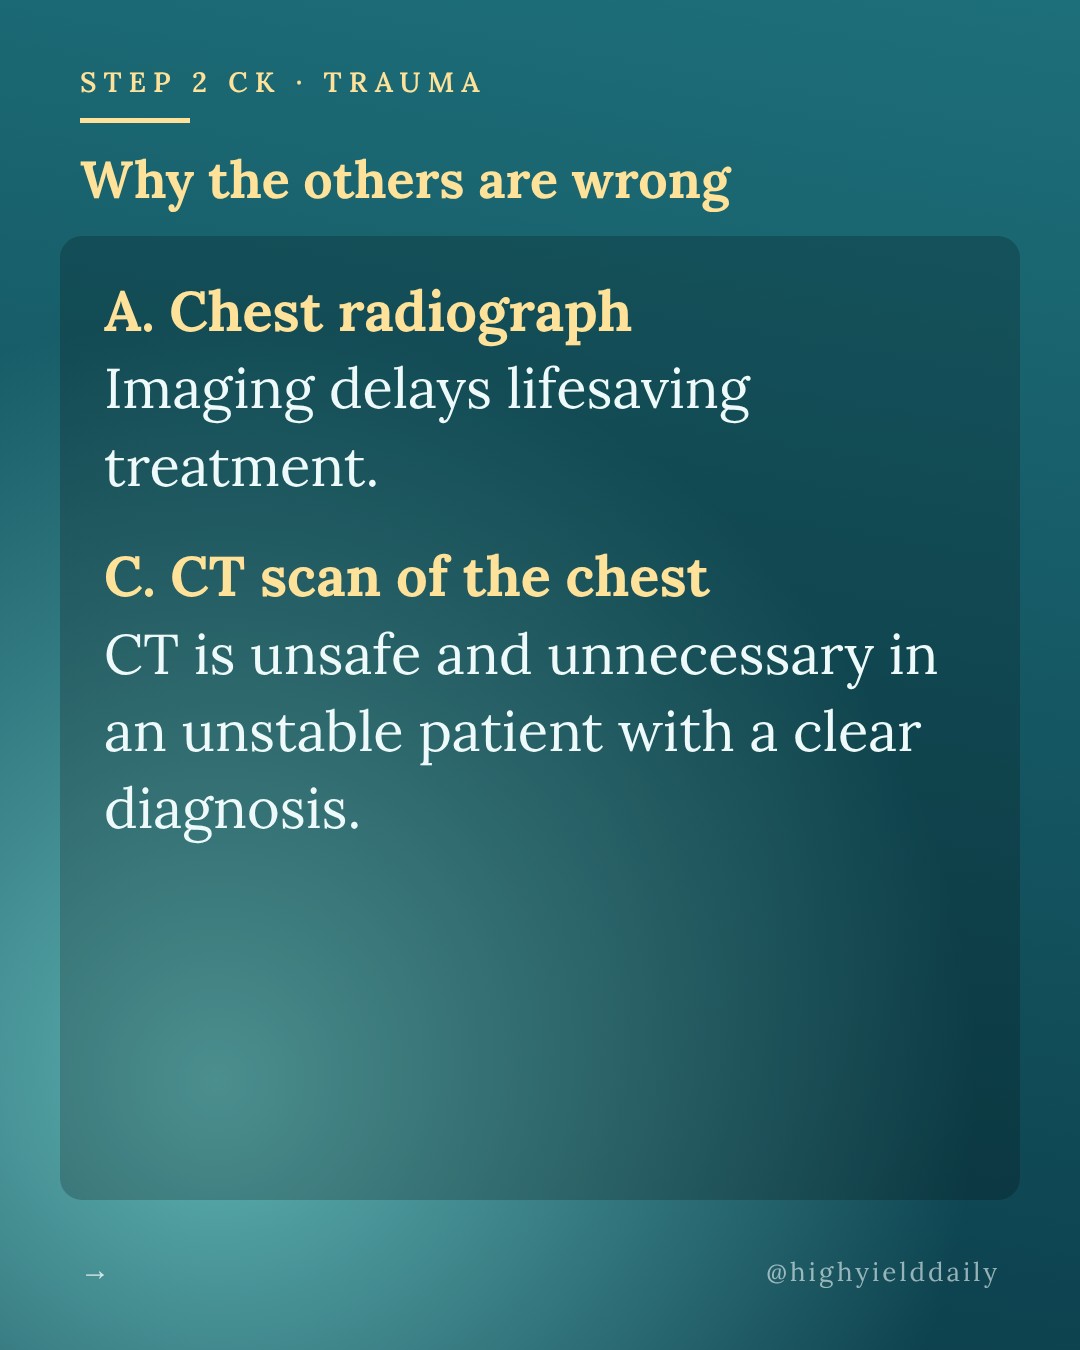 STEP 2 CK · TRAUMA
Why the others are wrong
A. Chest radiograph
Imaging delays lifesaving
treatment.
C. CT scan of the chest
CT is unsafe and unnecessary in
an unstable patient with a clear
diagnosis.
→
@highyielddaily